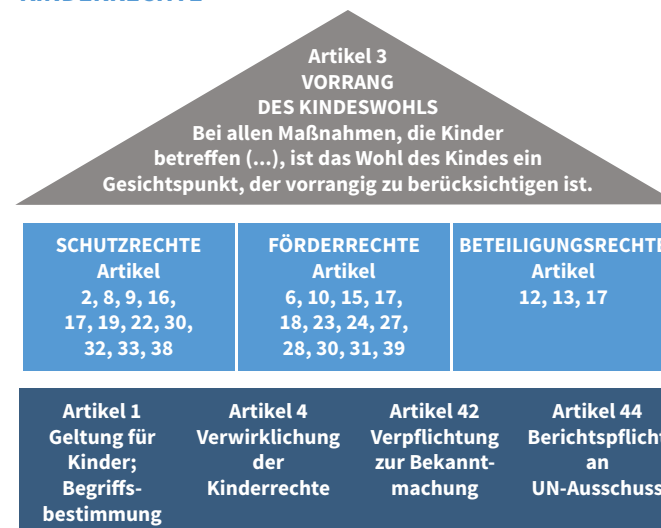 Artikel 3
VORRANG
DES KINDESWOHLS
Bei allen Maßnahmen, die Kinder
betreffen (...), ist das Wohl des Kindes ein
Gesichtspunkt, der vorrangig zu berücksichtigen ist.
SCHUTZRECHTE
Artikel
2, 8, 9, 16,
17, 19, 22, 30,
32, 33, 38
FÖRDERRECHTE
Artikel
6, 10, 15, 17,
18, 23, 24, 27,
28, 30, 31, 39
BETEILIGUNGSRECHTE
Artikel
12, 13, 17
Artikel 1
Geltung für
Kinder;
Begriffs-
bestimmung
Artikel 4
Verwirklichung
der
Kinderrechte
Artikel 42
Verpflichtung
zur Bekannt-
machung
Artikel 44
Berichtspflicht
an
UN-Ausschuss